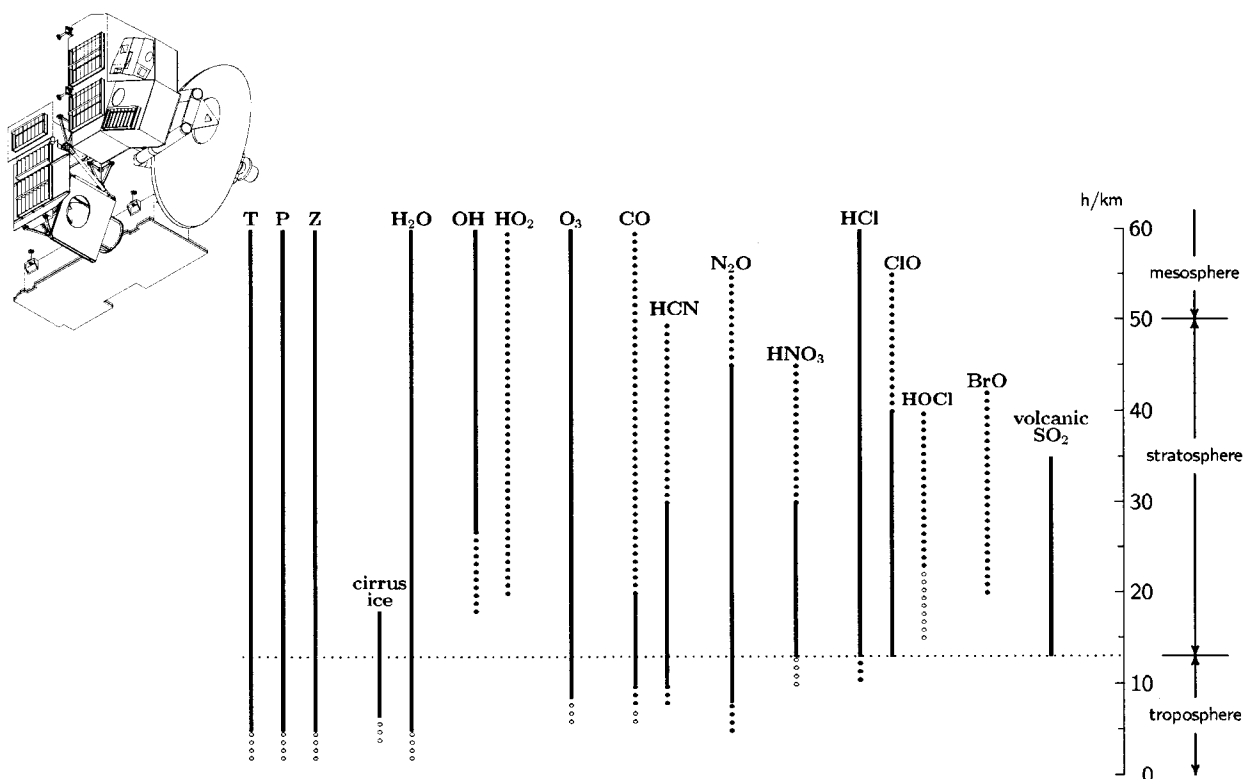 h/km
T P Z H₂O OH HO₂ O₃ CO HCl
60
N₂O ClO
mesosphere
HCN
50
HNO₃
BrO
HOCl
40
volcanic
SO₂
stratosphere
30
cirrus
ice
20
10
troposphere
0